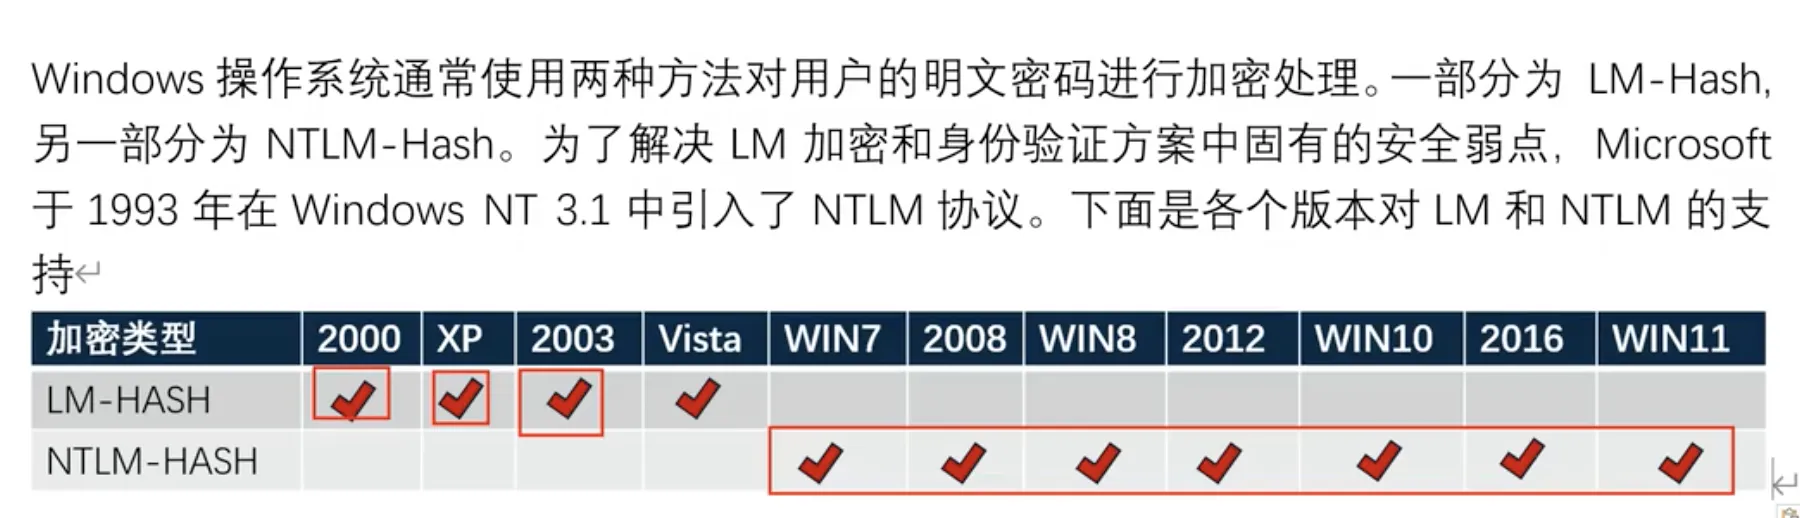 Windows 操作系统通常使用两种方法对用户的明文密码进行加密处理。一部分为 LM-Hash,
另一部分为 NTLM-Hash。为了解决 LM 加密和身份验证方案中固有的安全弱点，Microsoft
于 1993 年在 Windows NT 3.1 中引入了 NTLM 协议。下面是各个版本对 LM 和 NTLM 的支
持
加密类型 2000 XP 2003 Vista WIN7 2008 WIN8 2012 WIN10 2016 WIN11
LM-HASH
NTLM-HASH